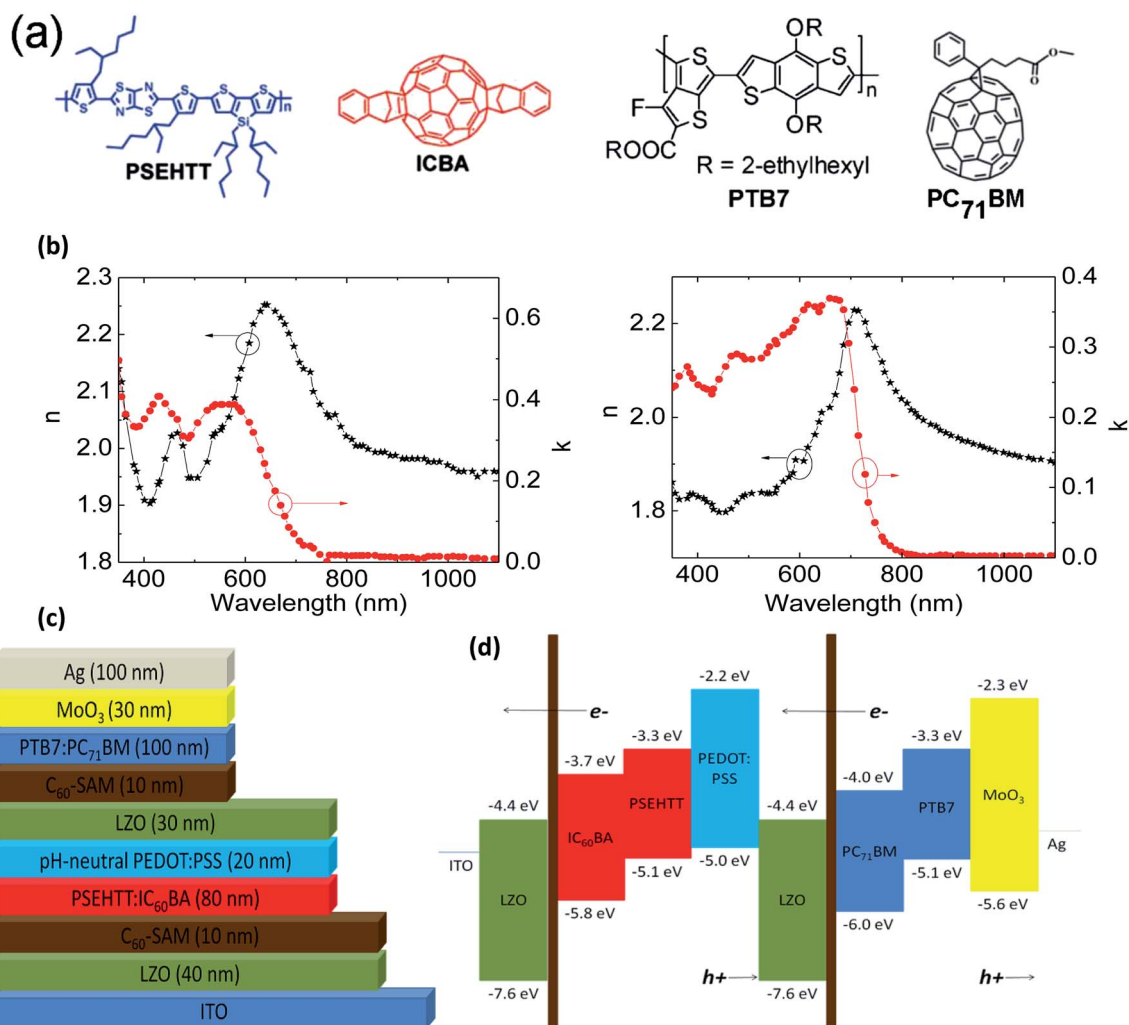 (a)
N
S
S
S
S
S
n
S
N
Si
PSEHTT
ICBA
OR
S
S
n
F
S
S
OR
ROOC
R = 2-ethylhexyl
PTB7
O
O
PC71BM
(b)
2.3
2.2
2.1
2.0
1.9
1.8
n
0.6
0.4
0.2
0.0
k
400 600 800 1000
Wavelength (nm)
2.2
2.0
1.8
n
0.4
0.3
0.2
0.1
0.0
k
400 600 800 1000
Wavelength (nm)
(c)
Ag (100 nm)
MoO3 (30 nm)
PTB7:PC71BM (100 nm)
C60-SAM (10 nm)
LZO (30 nm)
pH-neutral PEDOT:PSS (20 nm)
PSEHTT:IC60BA (80 nm)
C60-SAM (10 nm)
LZO (40 nm)
ITO
(d)
e-
e-
-2.2 eV
-2.3 eV
-3.3 eV
-3.3 eV
-3.7 eV
-4.0 eV
-4.4 eV
-4.4 eV
PEDOT:
PSS
PSEHTT
IC60BA
PTB7
MoO3
PC71BM
ITO
Ag
LZO
LZO
-5.0 eV
-5.1 eV
-5.1 eV
-5.6 eV
-5.8 eV
-6.0 eV
h+
h+
-7.6 eV
-7.6 eV